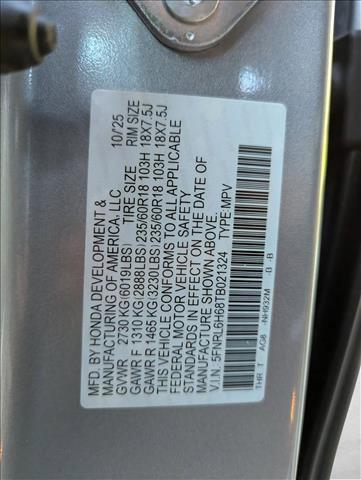 MFD. BY HONDA DEVELOPMENT & 10/25
MANUFACTURING OF AMERICA, LLC
GVWR 2730 KG(6019LBS) TIRE SIZE RIM SIZE
GAWR F 1310 KG(2888LBS)235/60R18 103H 18X7.5J
GAWR R 1465 KG(3230LBS)235/60R18 103H 18X7.5J
THIS VEHICLE CONFORMS TO ALL APPLICABLE
FEDERAL MOTOR VEHICLE SAFETY
STANDARDS IN EFFECT ON THE DATE OF
MANUFACTURE SHOWN ABOVE.
V.I.N.:5FNRL6H68TB021324 TYPE:MPV
THR T AG8 -NH932M -B -B